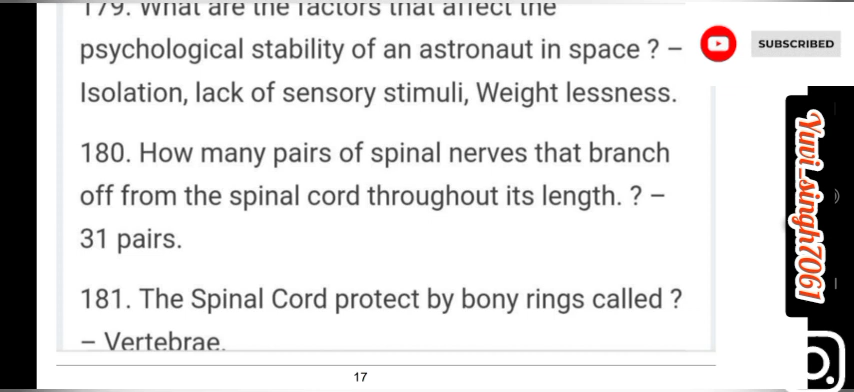 179. What are the factors that affect the
psychological stability of an astronaut in space ? –
Isolation, lack of sensory stimuli, Weight lessness.
180. How many pairs of spinal nerves that branch
off from the spinal cord throughout its length. ? –
31 pairs.
181. The Spinal Cord protect by bony rings called ?
– Vertebrae.
17
SUBSCRIBED
Yuvi_singh7061